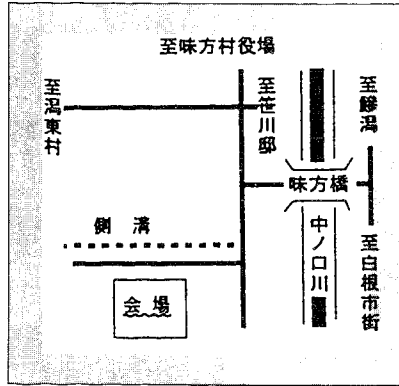 至味方村役場
至潟東村
至笹川邸
至鰺潟
味方橋
側溝
中ノ口川
至白根市街
会場